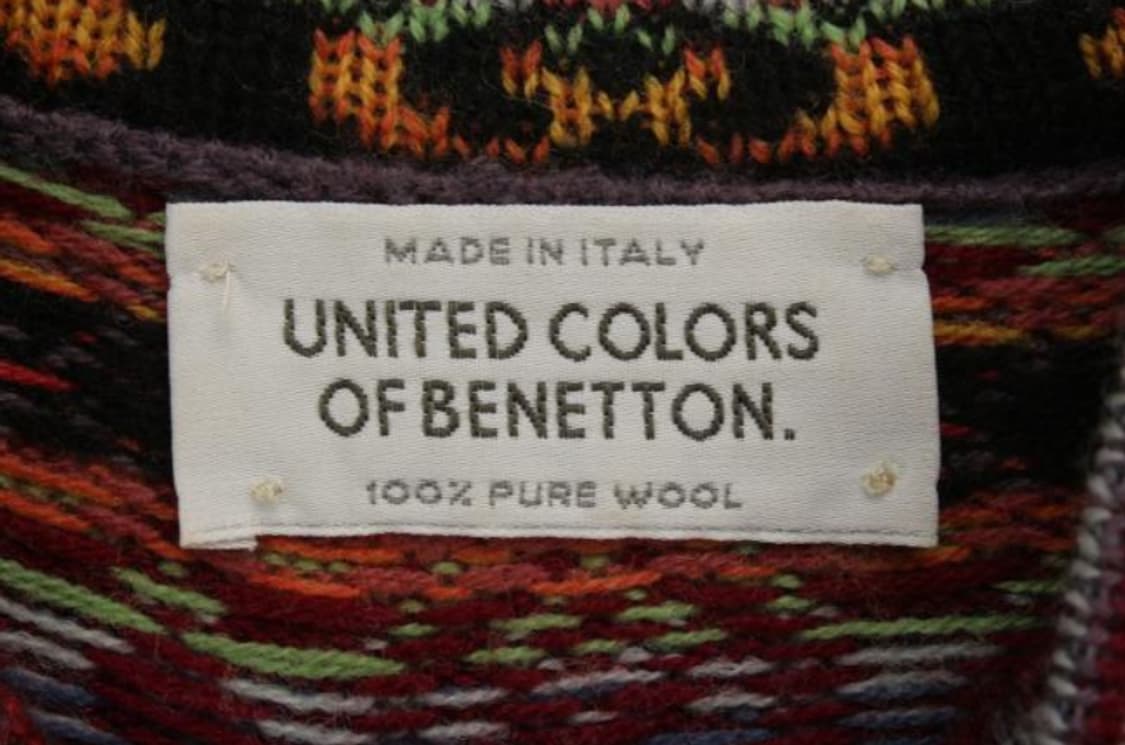 MADE IN ITALY
UNITED COLORS
OF BENETTON.
100% PURE WOOL